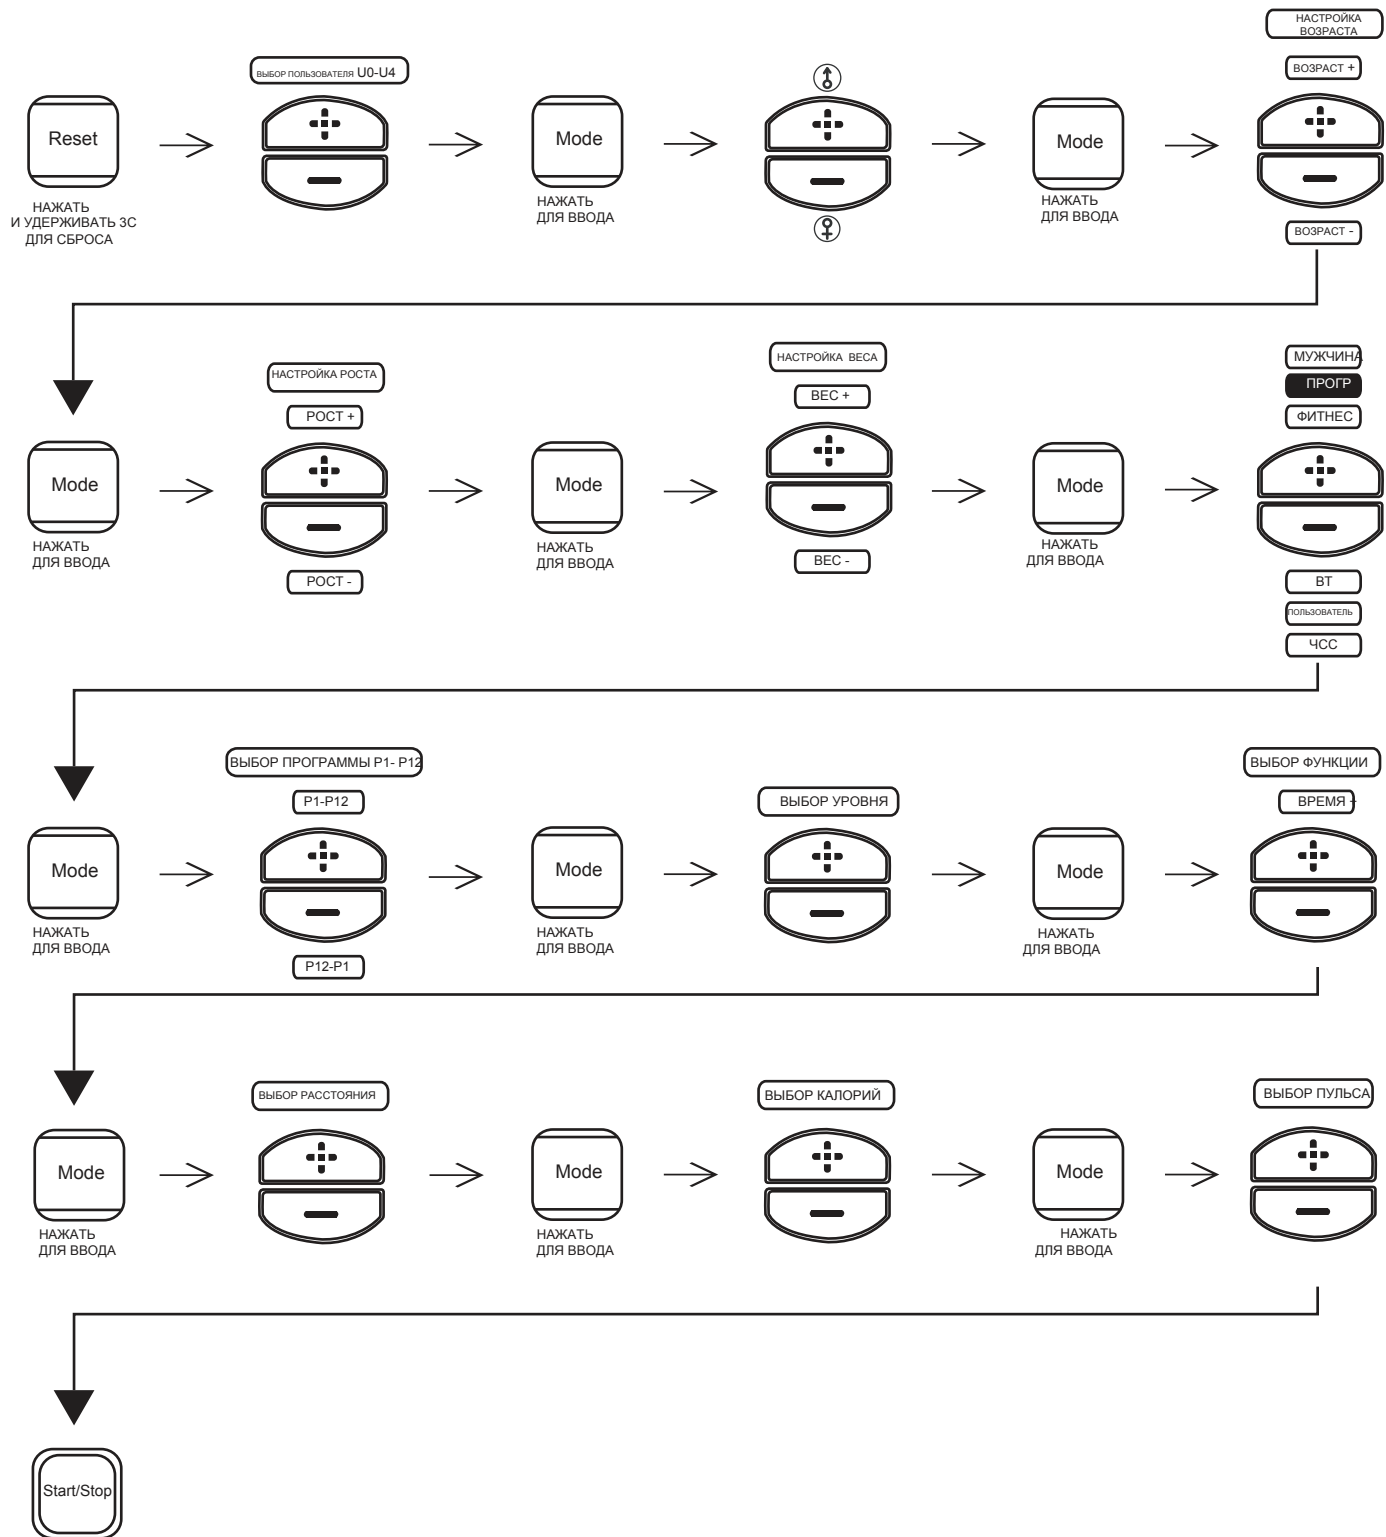 НАСТРОЙКА
ВОЗРАСТА
ВЫБОР ПОЛЬЗОВАТЕЛЯ U0-U4
ВОЗРАСТ +
Reset
Mode
Mode
НАЖАТЬ
И УДЕРЖИВАТЬ 3С
ДЛЯ СБРОСА
НАЖАТЬ
ДЛЯ ВВОДА
НАЖАТЬ
ДЛЯ ВВОДА
ВОЗРАСТ -
НАСТРОЙКА РОСТА
РОСТ +
НАСТРОЙКА ВЕСА
ВЕС +
МУЖЧИНА
ПРОГР
ФИТНЕС
Mode
Mode
Mode
НАЖАТЬ
ДЛЯ ВВОДА
РОСТ -
НАЖАТЬ
ДЛЯ ВВОДА
ВЕС -
НАЖАТЬ
ДЛЯ ВВОДА
ВТ
ПОЛЬЗОВАТЕЛЬ
ЧСС
ВЫБОР ПРОГРАММЫ P1- P12
P1-P12
ВЫБОР УРОВНЯ
ВЫБОР ФУНКЦИИ
ВРЕМЯ +
Mode
Mode
Mode
НАЖАТЬ
ДЛЯ ВВОДА
P12-P1
НАЖАТЬ
ДЛЯ ВВОДА
НАЖАТЬ
ДЛЯ ВВОДА
ВЫБОР РАССТОЯНИЯ
ВЫБОР КАЛОРИЙ
ВЫБОР ПУЛЬСА
Mode
Mode
Mode
НАЖАТЬ
ДЛЯ ВВОДА
НАЖАТЬ
ДЛЯ ВВОДА
НАЖАТЬ
ДЛЯ ВВОДА
Start/Stop